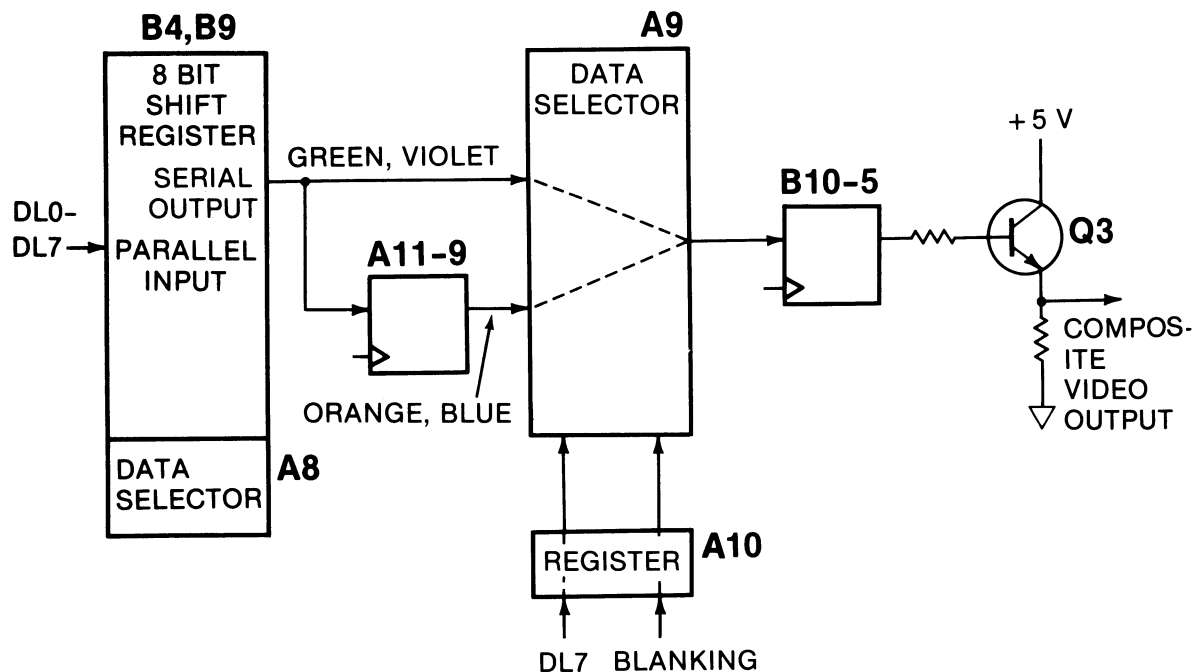 B4,B9
8 BIT
SHIFT
REGISTER
SERIAL
OUTPUT
DL0-
DL7
PARALLEL
INPUT
DATA
SELECTOR
A8
GREEN, VIOLET
A11-9
ORANGE, BLUE
A9
DATA
SELECTOR
REGISTER
A10
DL7
BLANKING
B10-5
+5 V
Q3
COMPOS-
ITE
VIDEO
OUTPUT